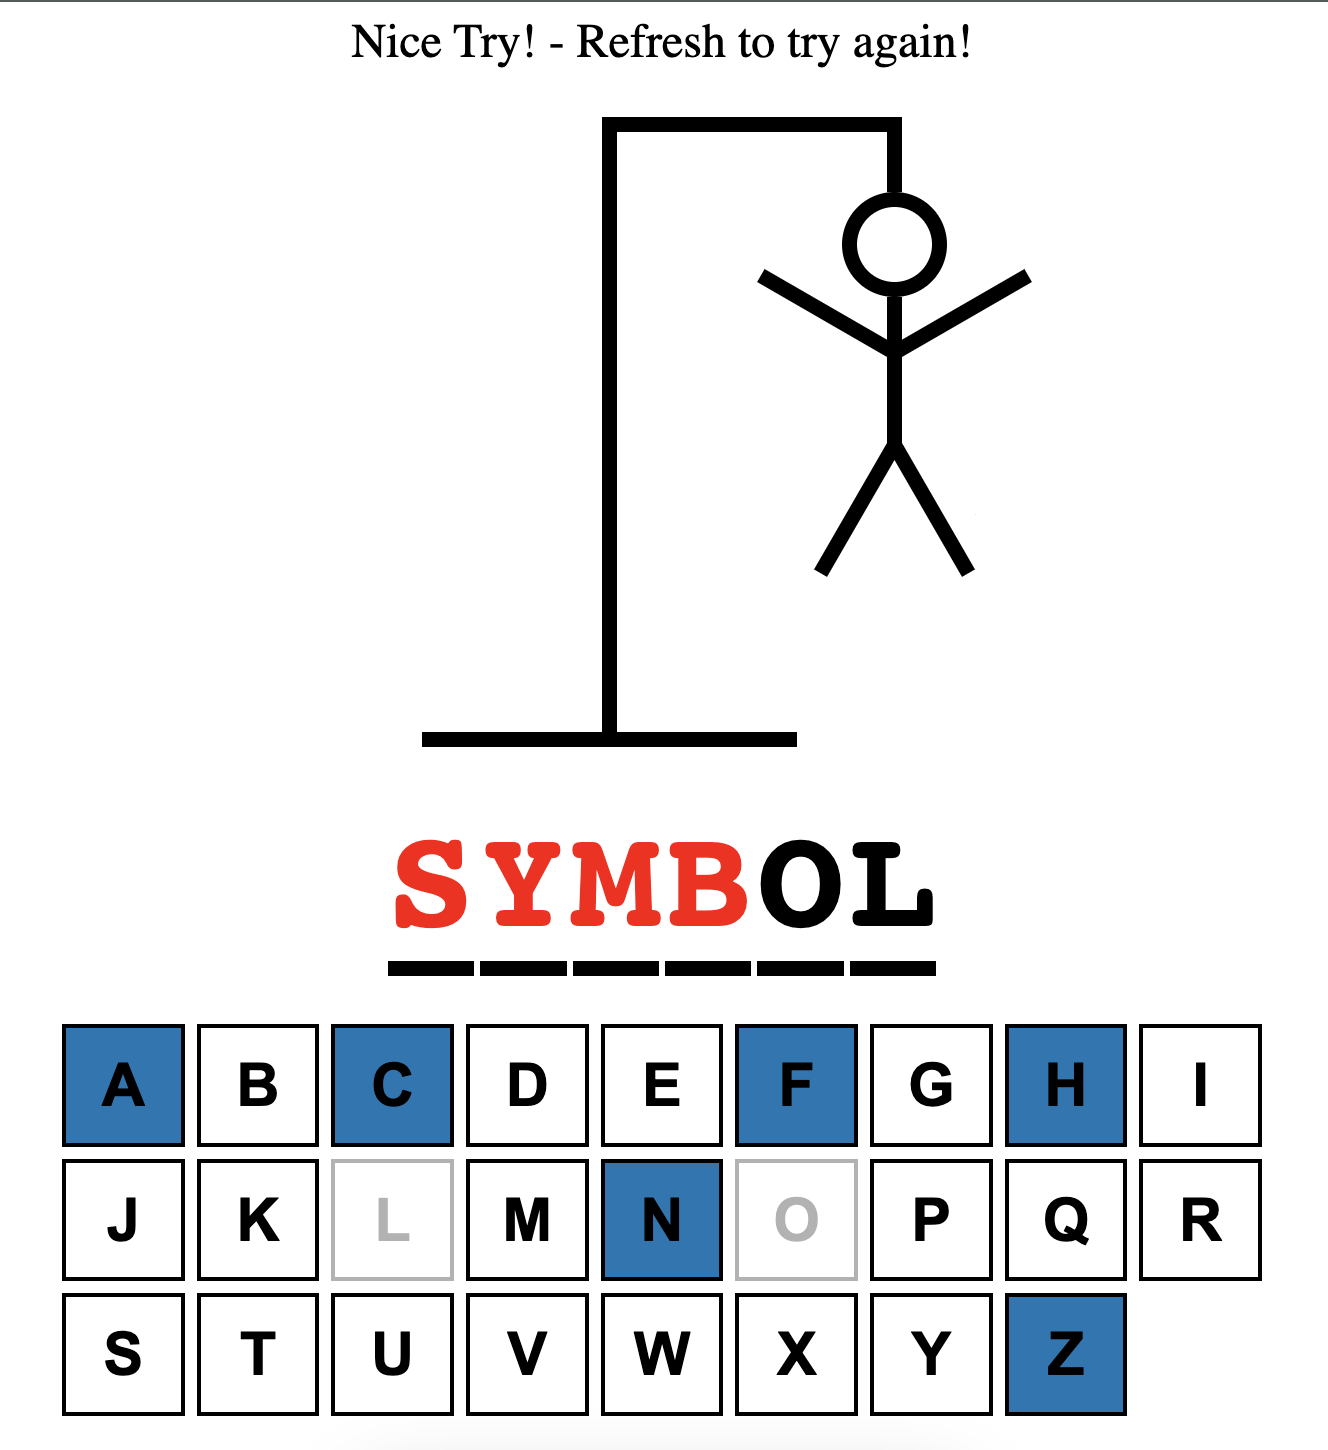 Nice Try! - Refresh to try again!
SYMBOL
A B C D E F G H I
J K L M N O P Q R
S T U V W X Y Z